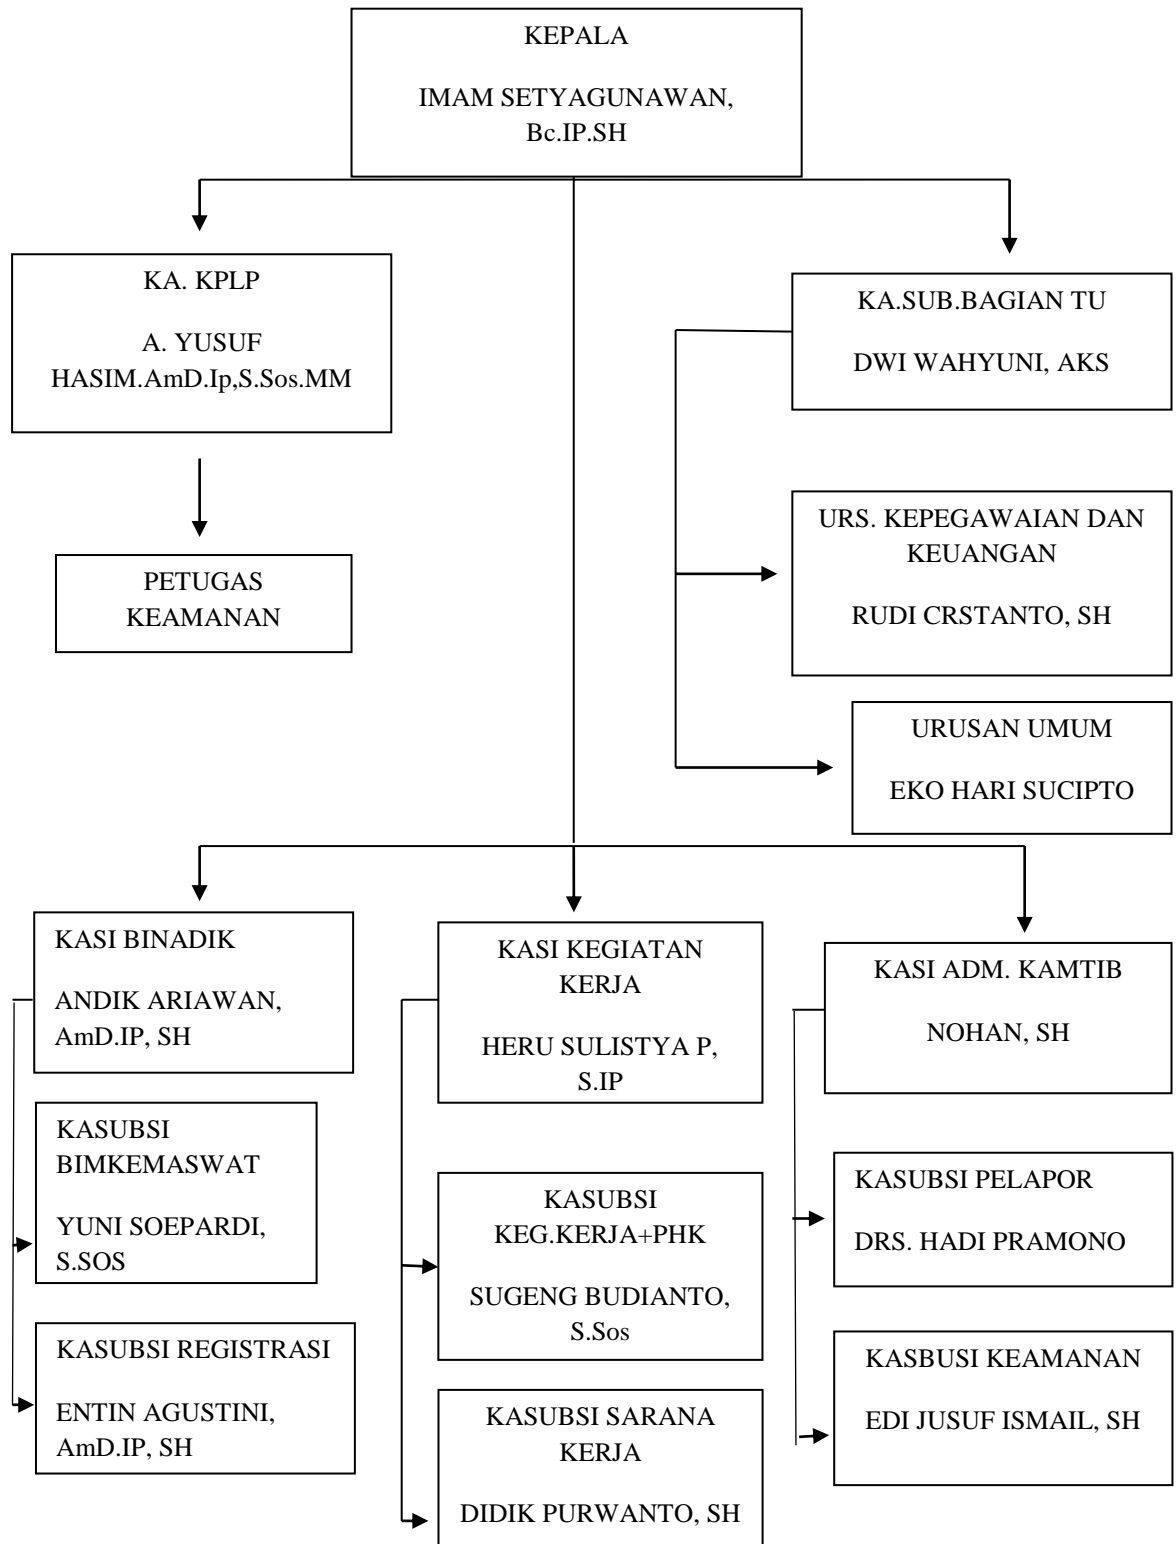 KEPALA
IMAM SETYAGUNAWAN,
Bc.IP.SH
KA. KPLP
A. YUSUF
HASIM.AmD.Ip,S.Sos.MM
KA.SUB.BAGIAN TU
DWI WAHYUNI, AKS
PETUGAS
KEAMANAN
URS. KEPEGAWAIAN DAN
KEUANGAN
RUDI CRSTANTO, SH
URUSAN UMUM
EKO HARI SUCIPTO
KASI BINADIK
ANDIK ARIAWAN,
AmD.IP, SH
KASI KEGIATAN
KERJA
HERU SULISTYA P,
S.IP
KASI ADM. KAMTIB
NOHAN, SH
KASUBSI
BIMKEMASWAT
YUNI SOEPARDI,
S.SOS
KASUBSI
KEG.KERJA+PHK
SUGENG BUDIANTO,
S.Sos
KASUBSI PELAPOR
DRS. HADI PRAMONO
KASUBSI REGISTRASI
ENTIN AGUSTINI,
AmD.IP, SH
KASUBSI SARANA
KERJA
DIDIK PURWANTO, SH
KASBUSI KEAMANAN
EDI JUSUF ISMAIL, SH